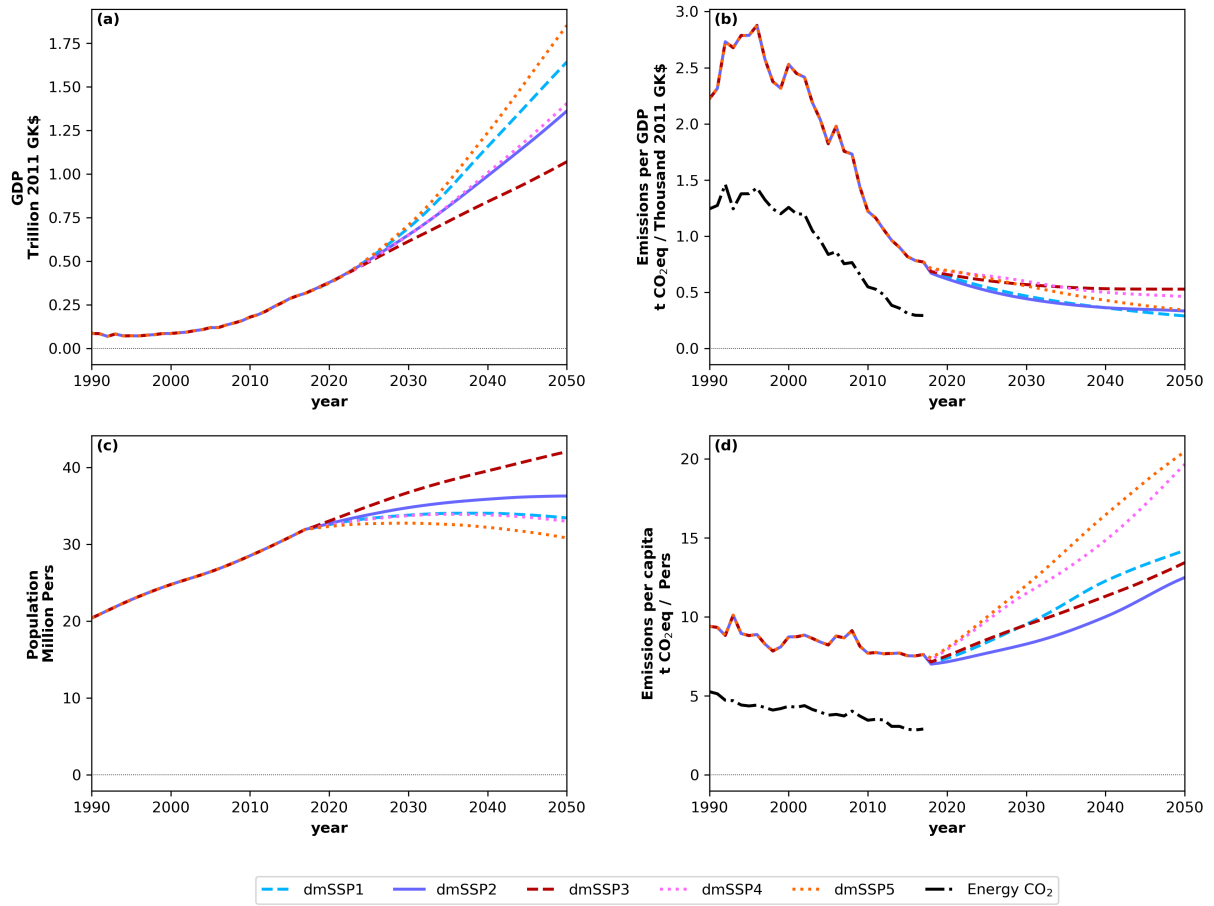 (a)
1.75
1.50
1.25
1.00
0.75
0.50
0.25
0.00
GDP
Trillion 2011 GK$
1990 2000 2010 2020 2030 2040 2050
year
(b)
3.0
2.5
2.0
1.5
1.0
0.5
0.0
Emissions per GDP
t CO₂eq / Thousand 2011 GK$
1990 2000 2010 2020 2030 2040 2050
year
(c)
40
30
20
10
0
Population
Million Pers
1990 2000 2010 2020 2030 2040 2050
year
(d)
20
15
10
5
0
Emissions per capita
t CO₂eq / Pers
1990 2000 2010 2020 2030 2040 2050
year
dmSSP1 dmSSP2 dmSSP3 dmSSP4 dmSSP5 Energy CO₂